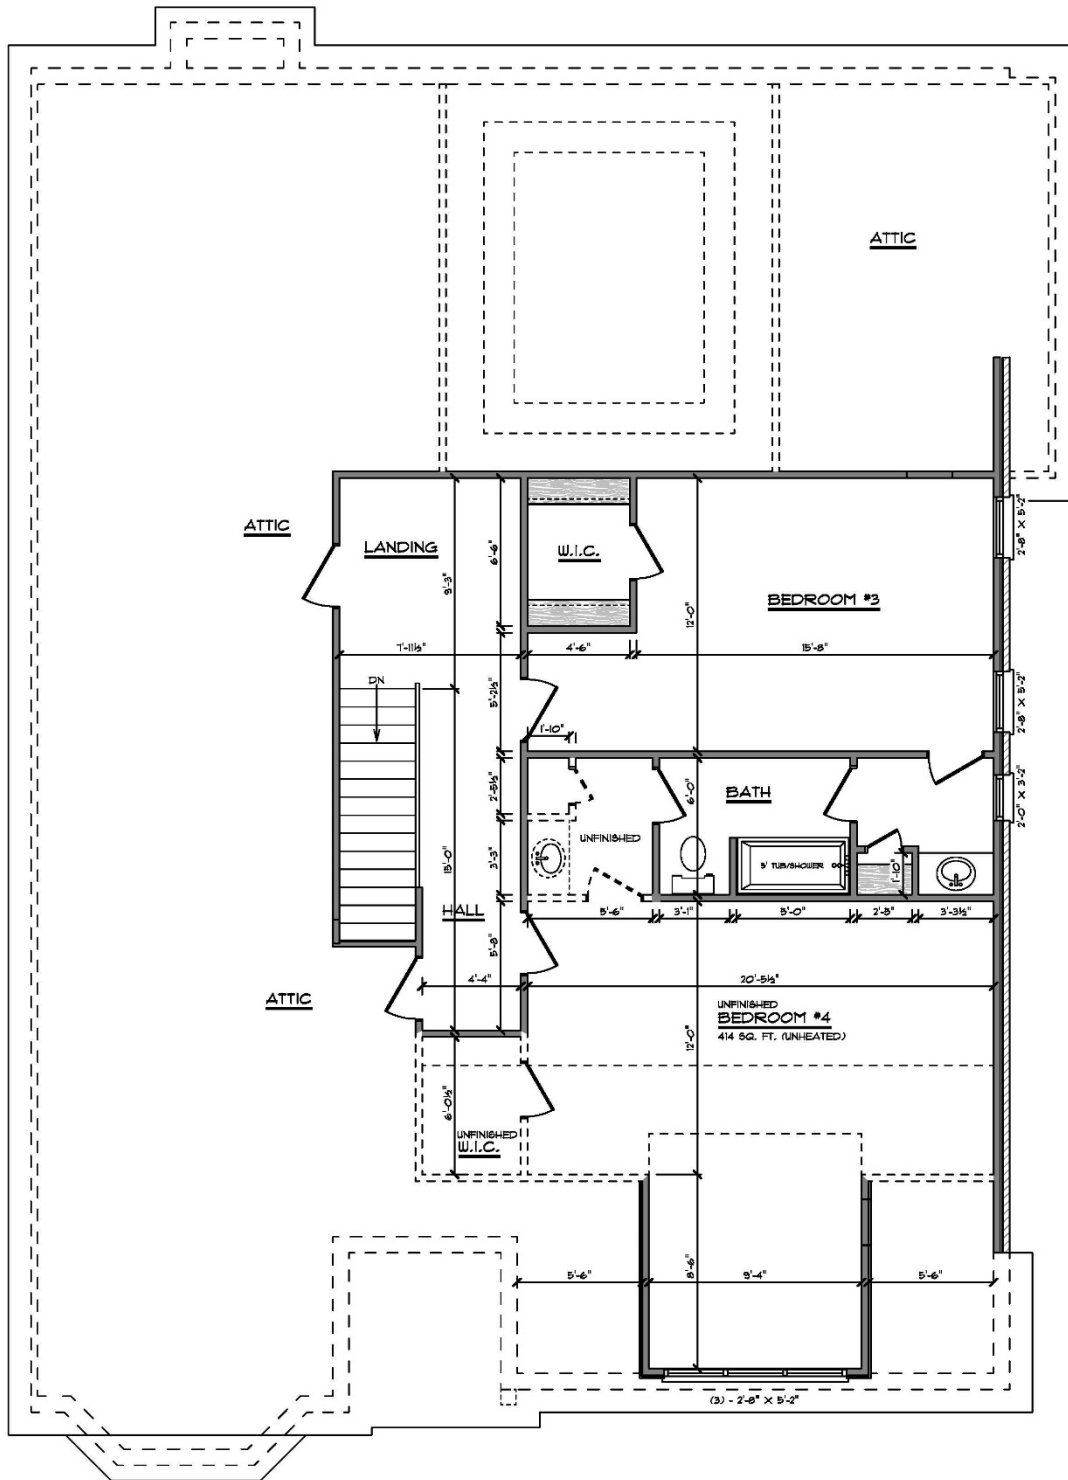 ATTIC
2'-8" X 5'-2"
ATTIC
LANDING
W.I.C.
6'-6"
9'-3"
12'-0"
BEDROOM #3
7'-11½"
4'-6"
15'-8"
DN
5'-2½"
1'-10"
2'-8" X 5'-2"
2'-5½"
6'-0"
BATH
2'-0" X 3'-2"
UNFINISHED
3'-3"
15'-0"
5' TUB/SHOWER
1'-10"
HALL
5'-6"
3'-1"
5'-0"
2'-5"
3'-3½"
5'-8"
4'-4"
20'-5½"
ATTIC
UNFINISHED
BEDROOM #4
414 SQ. FT. (UNHEATED)
12'-0"
6'-0½"
UNFINISHED
W.I.C.
5'-6"
8'-6"
9'-4"
5'-6"
(3) - 2'-8" X 5'-2"